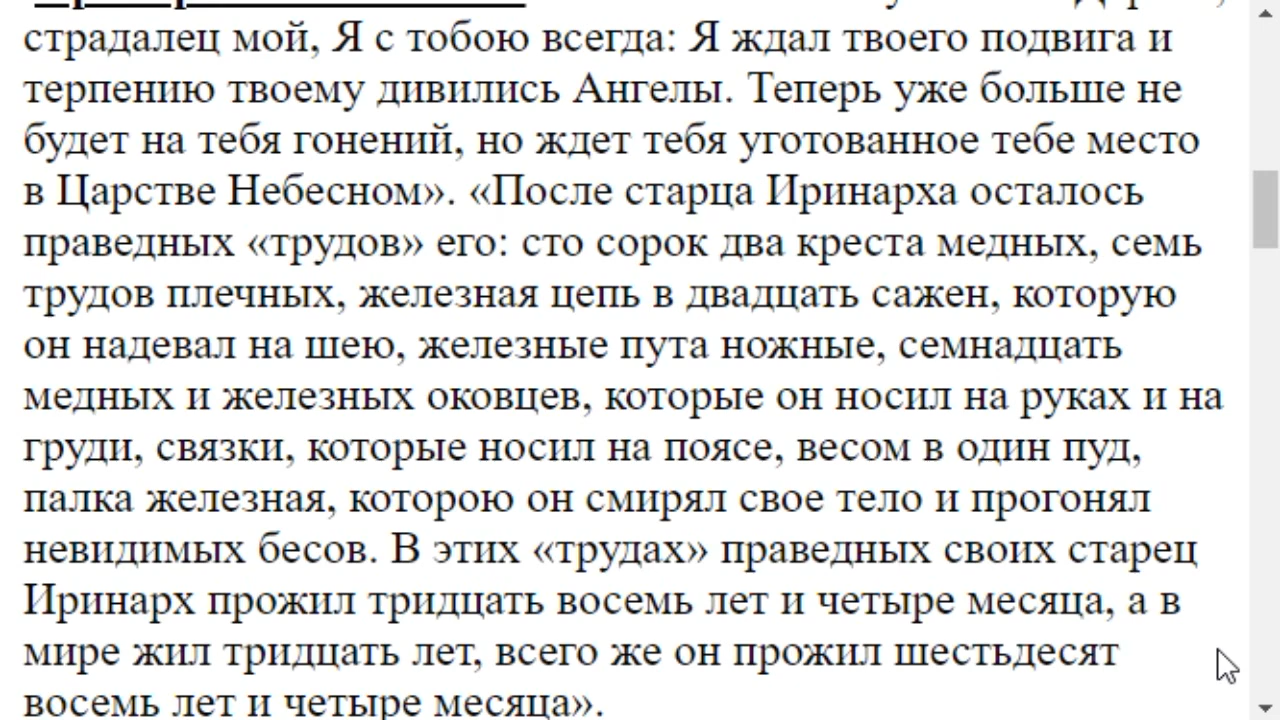 страдалец мой, Я с тобою всегда: Я ждал твоего подвига и
терпению твоему дивились Ангелы. Теперь уже больше не
будет на тебя гонений, но ждет тебя уготованное тебе место
в Царстве Небесном». «После старца Иринарха осталось
праведных «трудов» его: сто сорок два креста медных, семь
трудов плечных, железная цепь в двадцать сажен, которую
он надевал на шею, железные пута ножные, семнадцать
медных и железных оковцев, которые он носил на руках и на
груди, связки, которые носил на поясе, весом в один пуд,
палка железная, которою он смирял свое тело и прогонял
невидимых бесов. В этих «трудах» праведных своих старец
Иринарх прожил тридцать восемь лет и четыре месяца, а в
мире жил тридцать лет, всего же он прожил шестьдесят
восемь лет и четыре месяца».